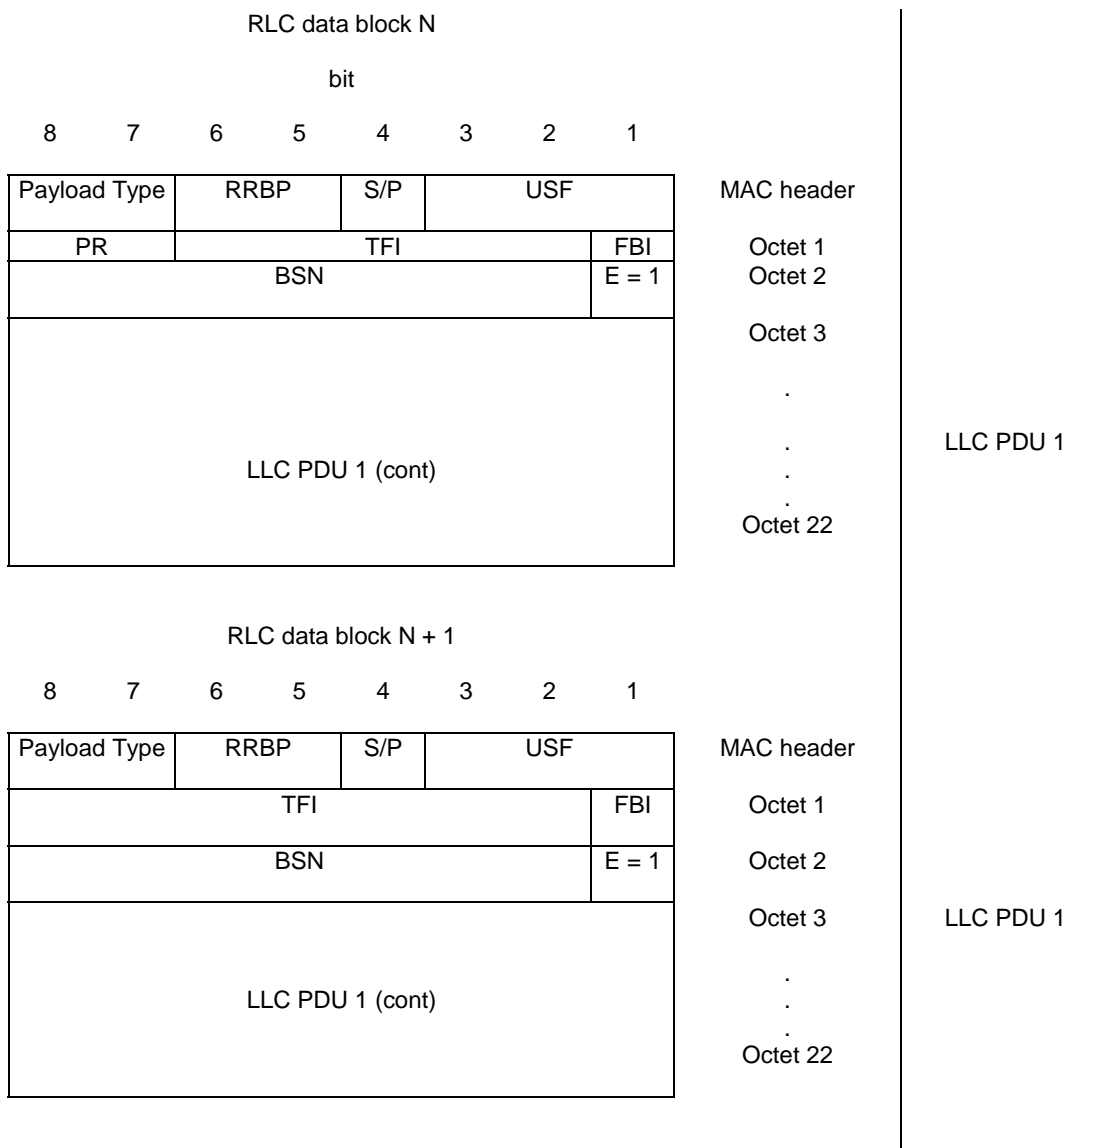 RLC data block N
bit
8 7 6 5 4 3 2 1
Payload Type RRBP S/P USF MAC header
PR TFI FBI Octet 1
BSN E = 1 Octet 2
Octet 3
.
. LLC PDU 1
LLC PDU 1 (cont) .
.
Octet 22
RLC data block N + 1
8 7 6 5 4 3 2 1
Payload Type RRBP S/P USF MAC header
TFI FBI Octet 1
BSN E = 1 Octet 2
Octet 3 LLC PDU 1
.
LLC PDU 1 (cont) .
.
Octet 22